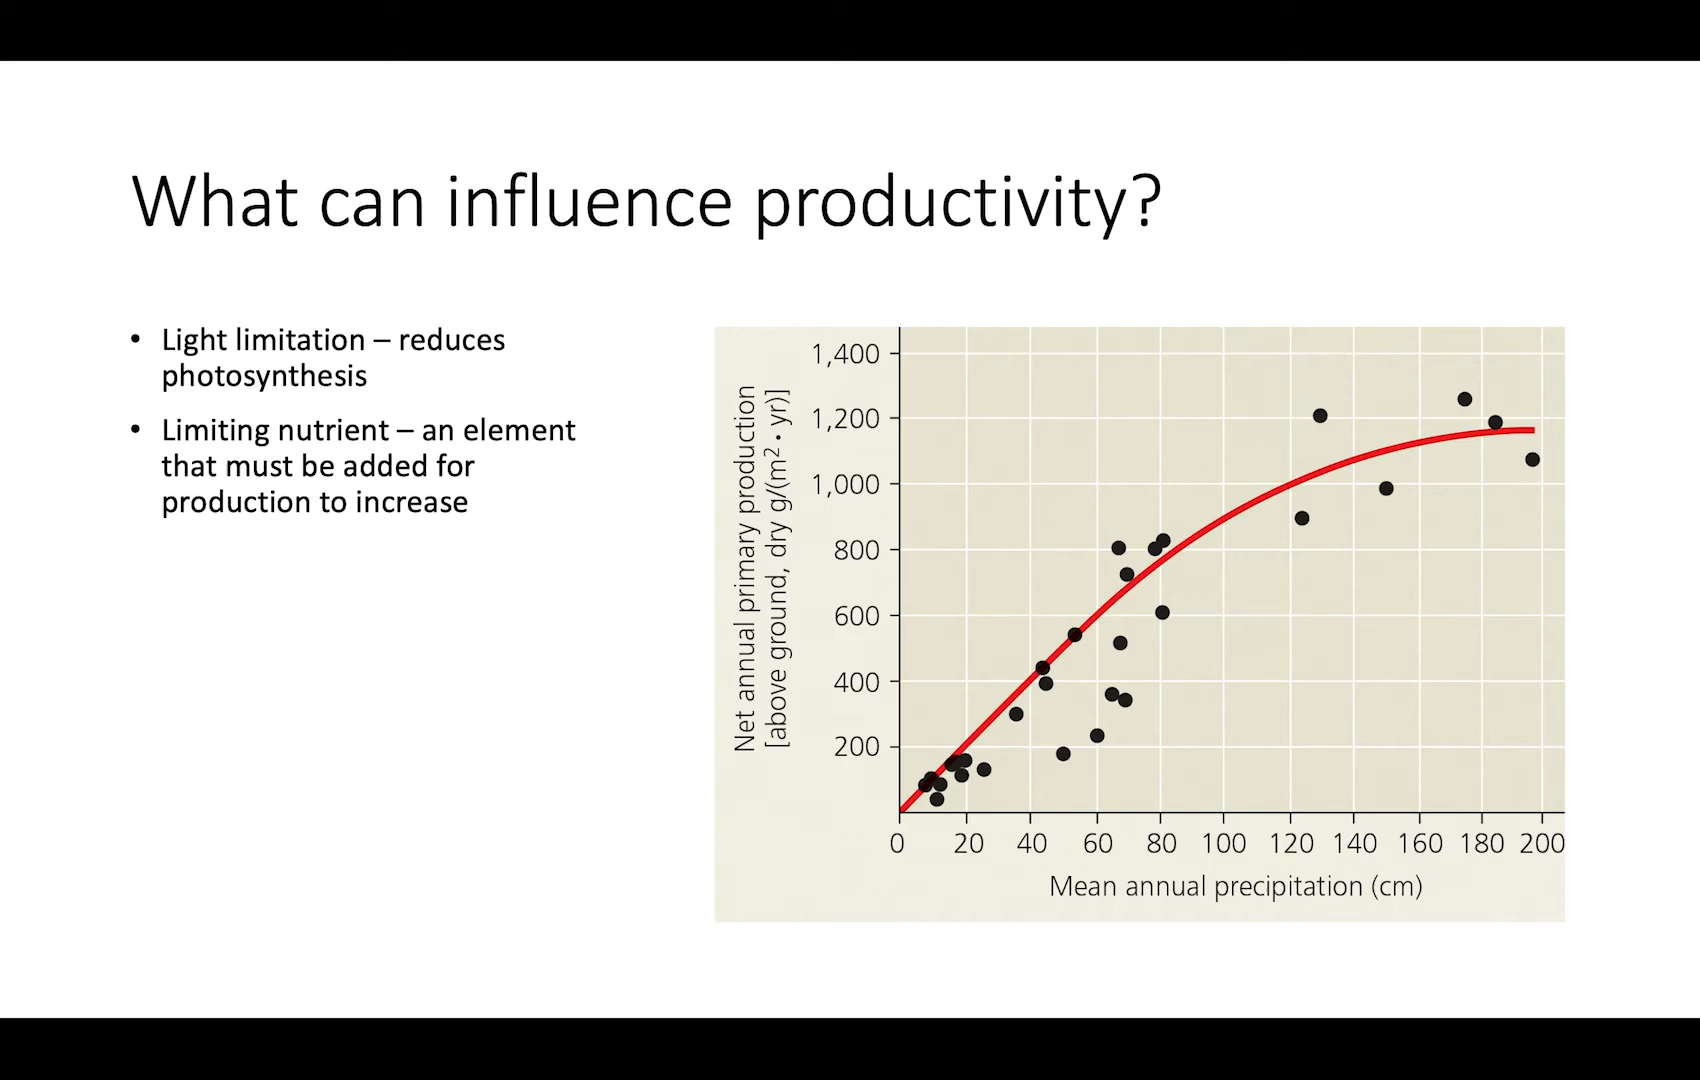 What can influence productivity?
• Light limitation – reduces
photosynthesis
• Limiting nutrient – an element
that must be added for
production to increase
Net annual primary production
[above ground, dry g/(m² • yr)]
1,400
1,200
1,000
800
600
400
200
0 20 40 60 80 100 120 140 160 180 200
Mean annual precipitation (cm)